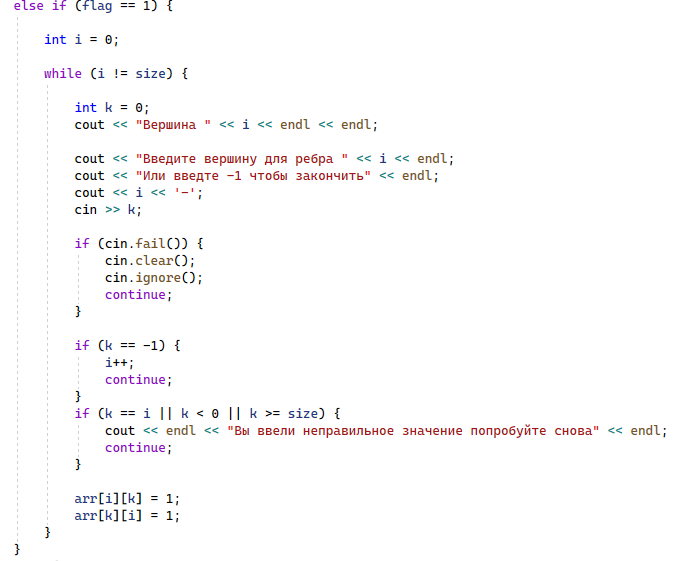 else if (flag == 1) {
int i = 0;
while (i != size) {
int k = 0;
cout << "Вершина " << i << endl << endl;
cout << "Введите вершину для ребра " << i << endl;
cout << "Или введте -1 чтобы закончить" << endl;
cout << i << '-';
cin >> k;
if (cin.fail()) {
cin.clear();
cin.ignore();
continue;
}
if (k == -1) {
i++;
continue;
}
if (k == i || k < 0 || k >= size) {
cout << endl << "Вы ввели неправильное значение попробуйте снова" << endl;
continue;
}
arr[i][k] = 1;
arr[k][i] = 1;
}
}